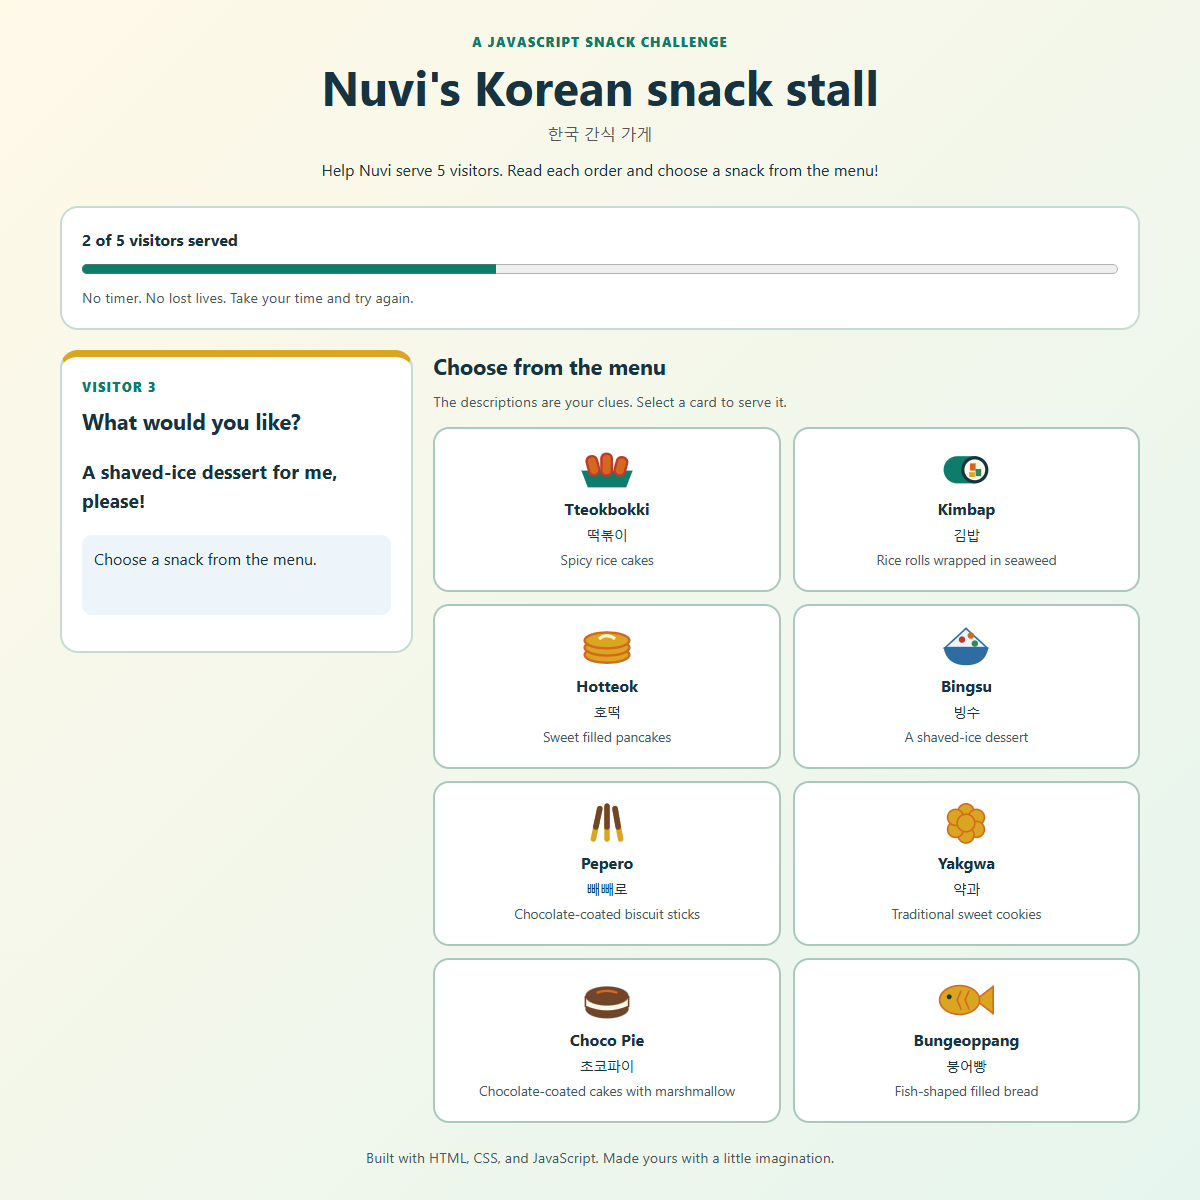 A JAVASCRIPT SNACK CHALLENGE
Nuvi's Korean snack stall
한국 간식 가게
Help Nuvi serve 5 visitors. Read each order and choose a snack from the menu!
2 of 5 visitors served
No timer. No lost lives. Take your time and try again.
VISITOR 3
What would you like?
A shaved-ice dessert for me,
please!
Choose a snack from the menu.
Choose from the menu
The descriptions are your clues. Select a card to serve it.
Tteokbokki
떡볶이
Spicy rice cakes
Kimbap
김밥
Rice rolls wrapped in seaweed
Hotteok
호떡
Sweet filled pancakes
Bingsu
빙수
A shaved-ice dessert
Pepero
빼빼로
Chocolate-coated biscuit sticks
Yakgwa
약과
Traditional sweet cookies
Choco Pie
초코파이
Chocolate-coated cakes with marshmallow
Bungeoppang
붕어빵
Fish-shaped filled bread
Built with HTML, CSS, and JavaScript. Made yours with a little imagination.